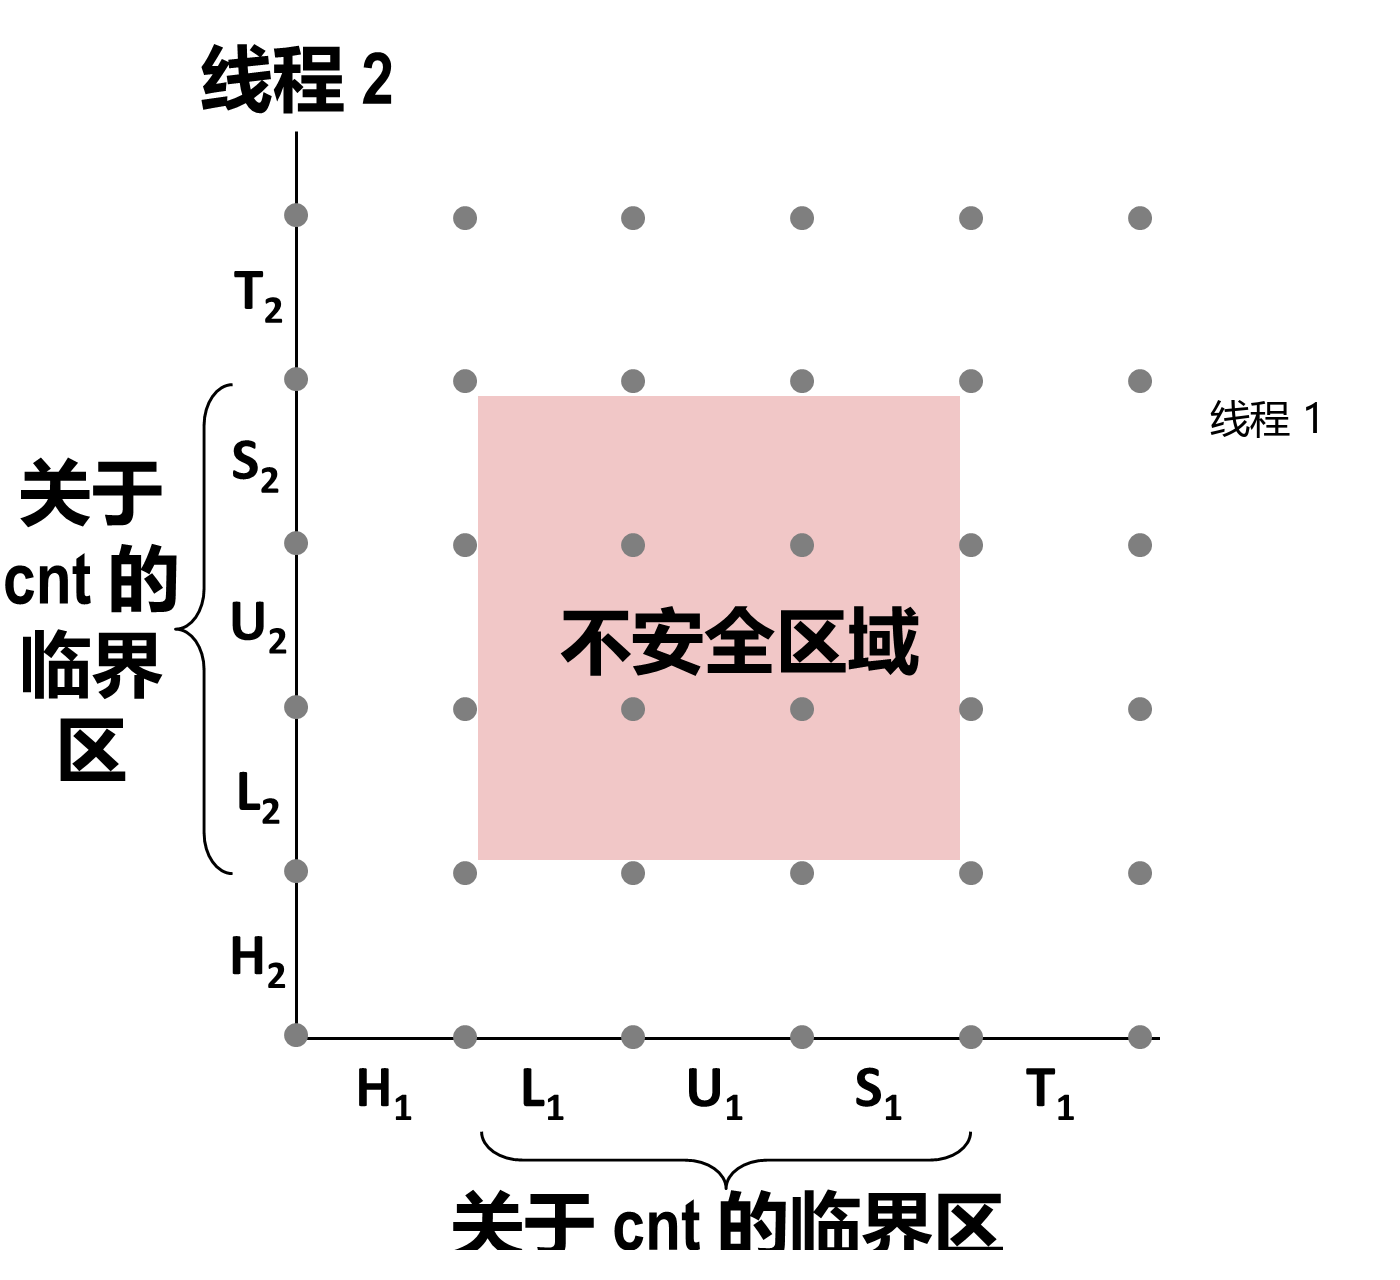 线程 2
T2
S2
线程 1
关于
cnt 的
临界
区
U2
不安全区域
L2
H2
H1 L1 U1 S1 T1
关于 cnt 的临界区